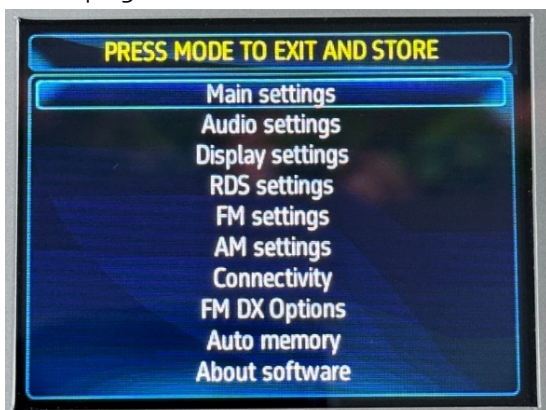 PRESS MODE TO EXIT AND STORE
Main settings
Audio settings
Display settings
RDS settings
FM settings
AM settings
Connectivity
FM DX Options
Auto memory
About software